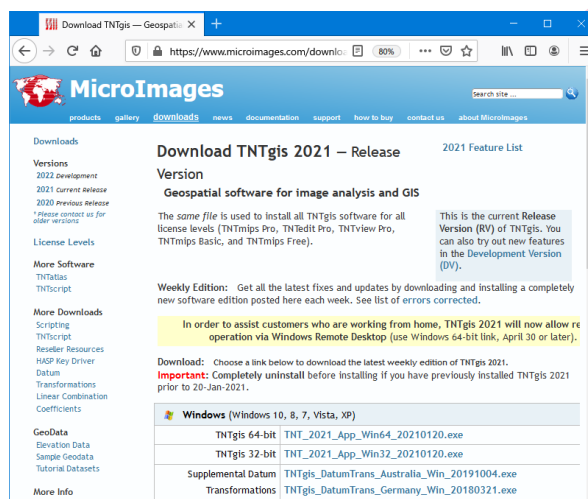 Download TNTgis — Geospatia
https://www.microimages.com/downlo
80%
MicroImages
Search site ...
products gallery downloads news documentation support how to buy contact us about MicroImages
Downloads
Versions
2022 Development
2021 Current Release
2020 Previous Release
* Please contact us for
older versions
License Levels
More Software
TNTatlas
TNTscript
More Downloads
Scripting
TNTscript
Reseller Resources
HASP Key Driver
Datum
Transformations
Linear Combination
Coefficients
GeoData
Elevation Data
Sample Geodata
Tutorial Datasets
More Info
Download TNTgis 2021 — Release
Version
2021 Feature List
Geospatial software for image analysis and GIS
The same file is used to install all TNTgis software for all
license levels (TNTmips Pro, TNTedit Pro, TNTview Pro,
TNTmips Basic, and TNTmips Free).
This is the current Release
Version (RV) of TNTgis. You
can also try out new features
in the Development Version
(DV).
Weekly Edition: Get all the latest fixes and updates by downloading and installing a completely
new software edition posted here each week. See list of errors corrected.
In order to assist customers who are working from home, TNTgis 2021 will now allow re
operation via Windows Remote Desktop (use Windows 64-bit link, April 30 or later).
Download: Choose a link below to download the latest weekly edition of TNTgis 2021.
Important: Completely uninstall before installing if you have previously installed TNTgis 2021
prior to 20-Jan-2021.
Windows (Windows 10, 8, 7, Vista, XP)
TNTgis 64-bit TNT_2021_App_Win64_20210120.exe
TNTgis 32-bit TNT_2021_App_Win32_20210120.exe
Supplemental Datum TNTgis_DatumTrans_Australia_Win_20191004.exe
Transformations TNTgis_DatumTrans_Germany_Win_20180321.exe